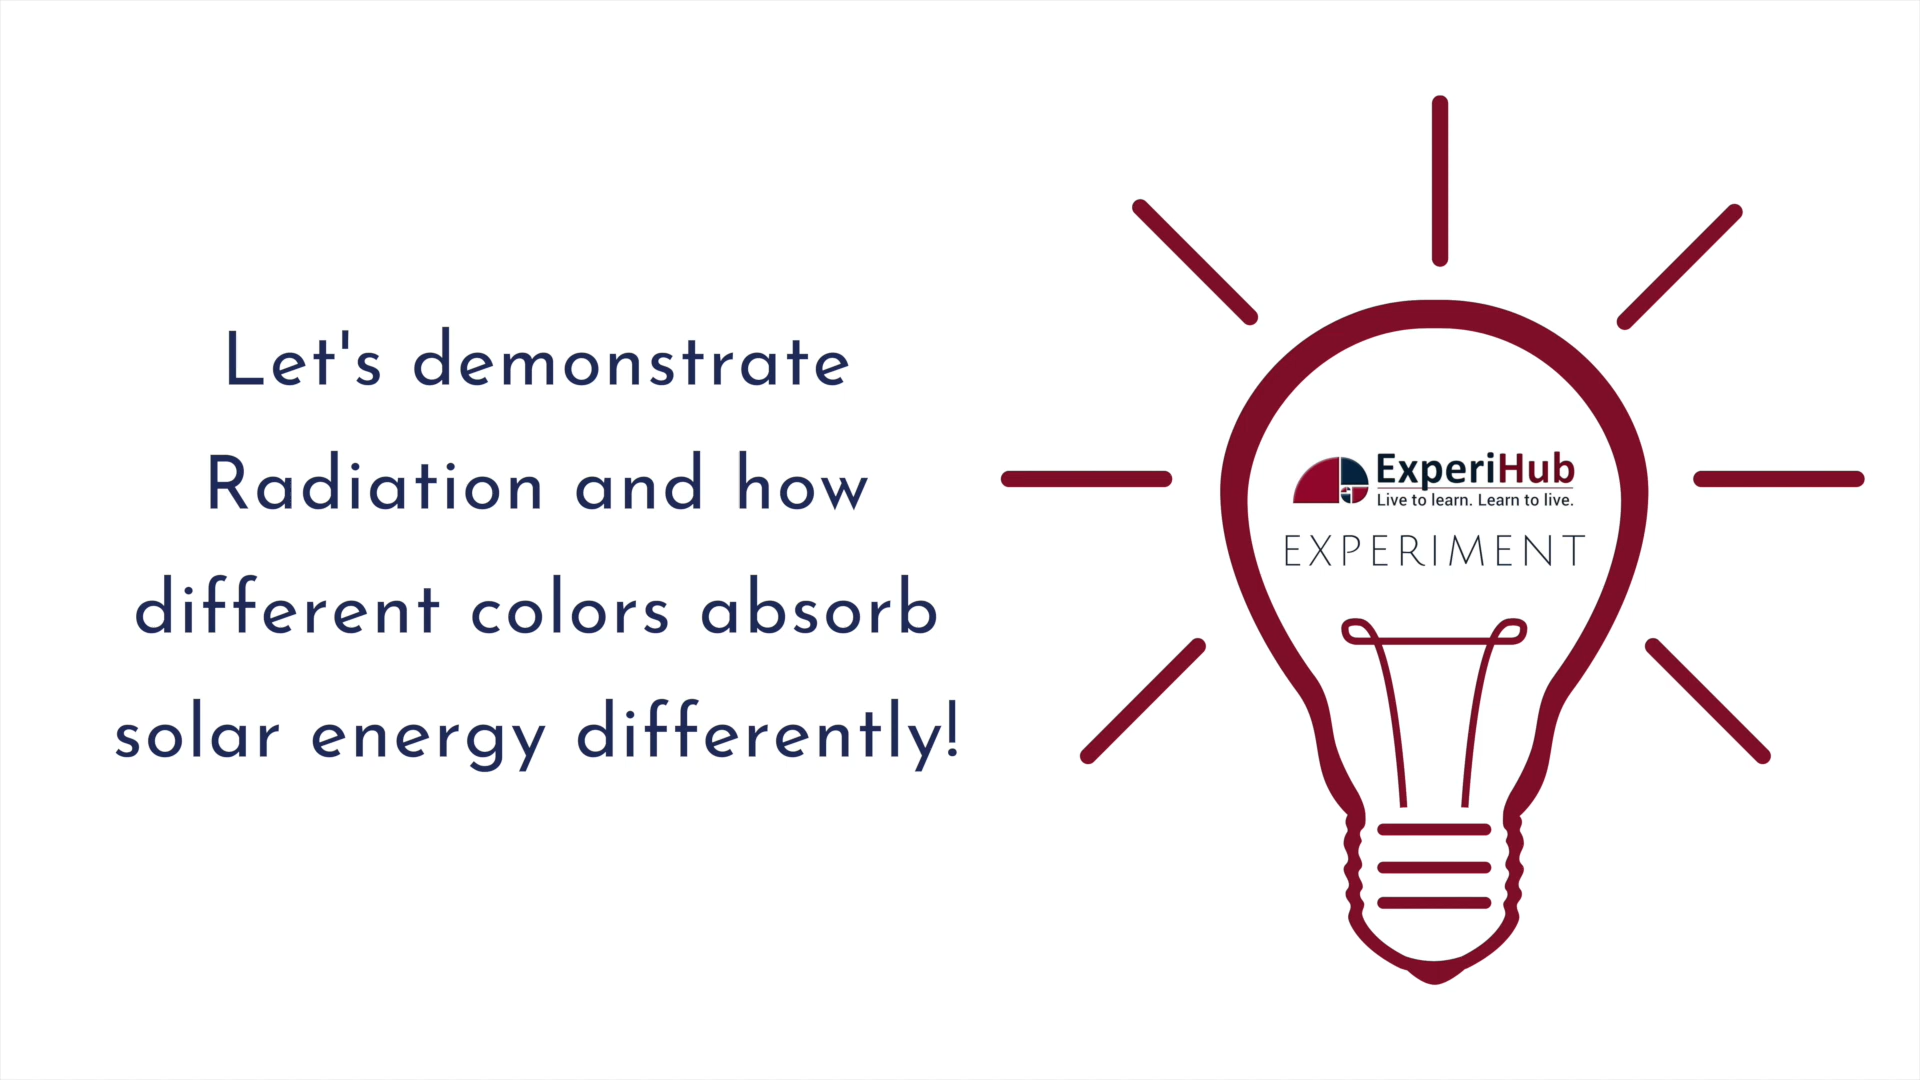 Let's demonstrate
Radiation and how
different colors absorb
solar energy differently!
ExperiHub
Live to learn. Learn to live.
EXPERIMENT